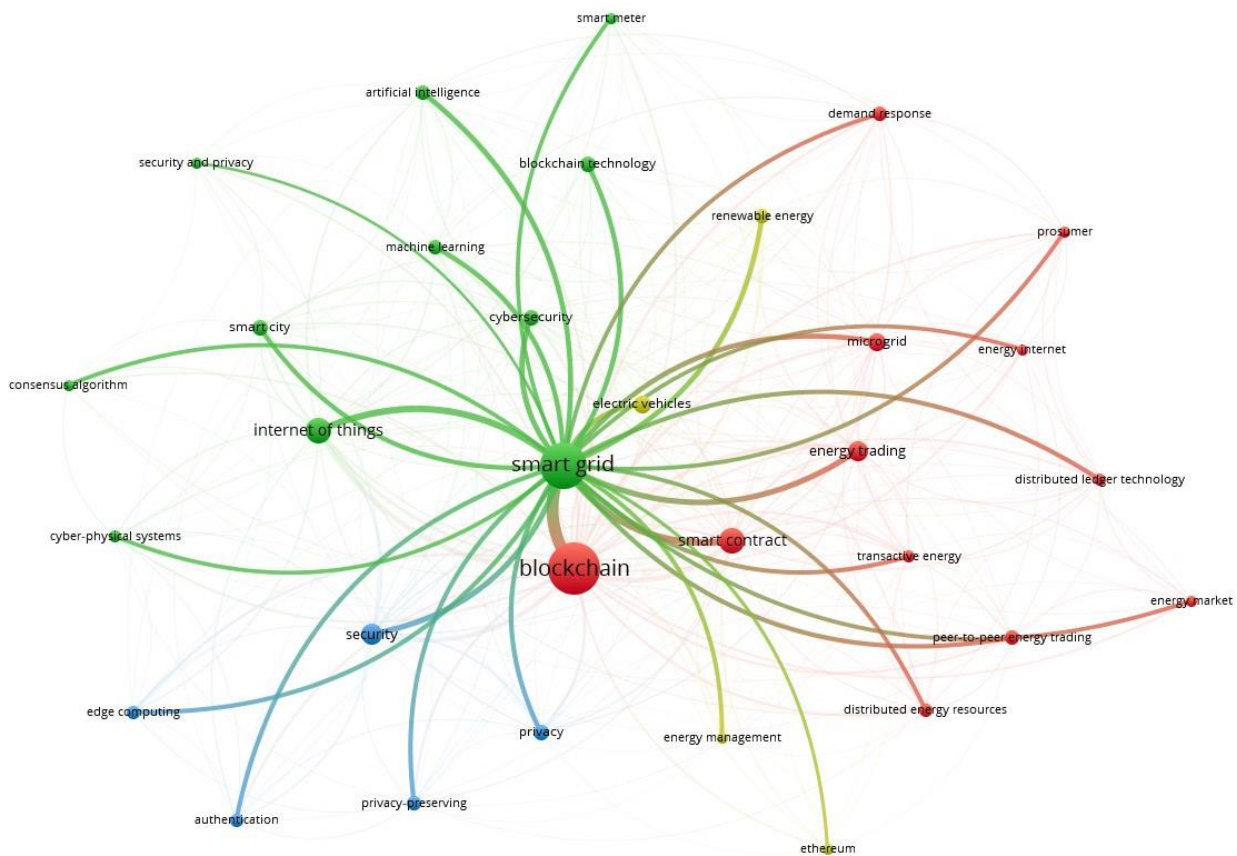 smart meter
artificial intelligence
demand response
security and privacy
blockchain technology
renewable energy
prosumer
machine learning
cybersecurity
smart city
microgrid
energy internet
consensus algorithm
electric vehicles
internet of things
energy trading
smart grid
distributed ledger technology
cyber-physical systems
smart contract
transactive energy
blockchain
energy market
security
peer-to-peer energy trading
edge computing
distributed energy resources
privacy
energy management
privacy-preserving
authentication
ethereum